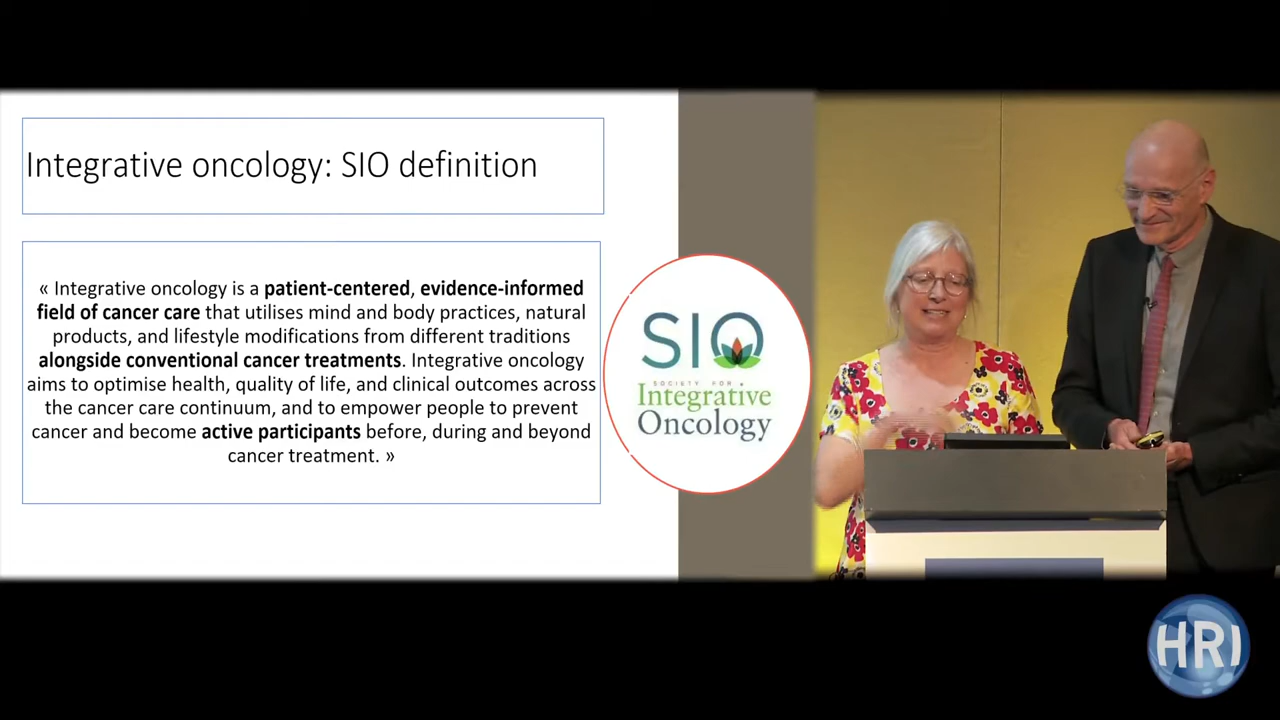 Integrative oncology: SIO definition
« Integrative oncology is a patient-centered, evidence-informed
field of cancer care that utilises mind and body practices, natural
products, and lifestyle modifications from different traditions
alongside conventional cancer treatments. Integrative oncology
aims to optimise health, quality of life, and clinical outcomes across
the cancer care continuum, and to empower people to prevent
cancer and become active participants before, during and beyond
cancer treatment. »
SIO
SOCIETY FOR
Integrative
Oncology
HRI